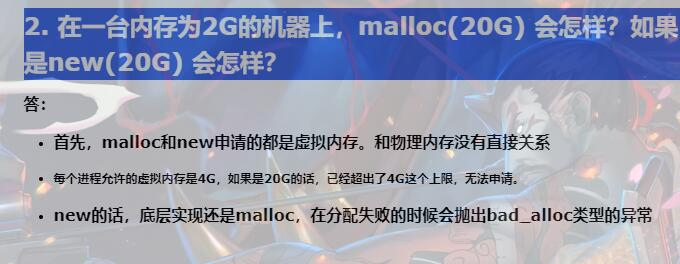 2. 在一台内存为2G的机器上，malloc(20G) 会怎样？如果
是new(20G) 会怎样？
答：
首先，malloc和new申请的都是虚拟内存。和物理内存没有直接关系
每个进程允许的虚拟内存是4G，如果是20G的话，已经超出了4G这个上限，无法申请。
new的话，底层实现还是malloc，在分配失败的时候会抛出bad_alloc类型的异常